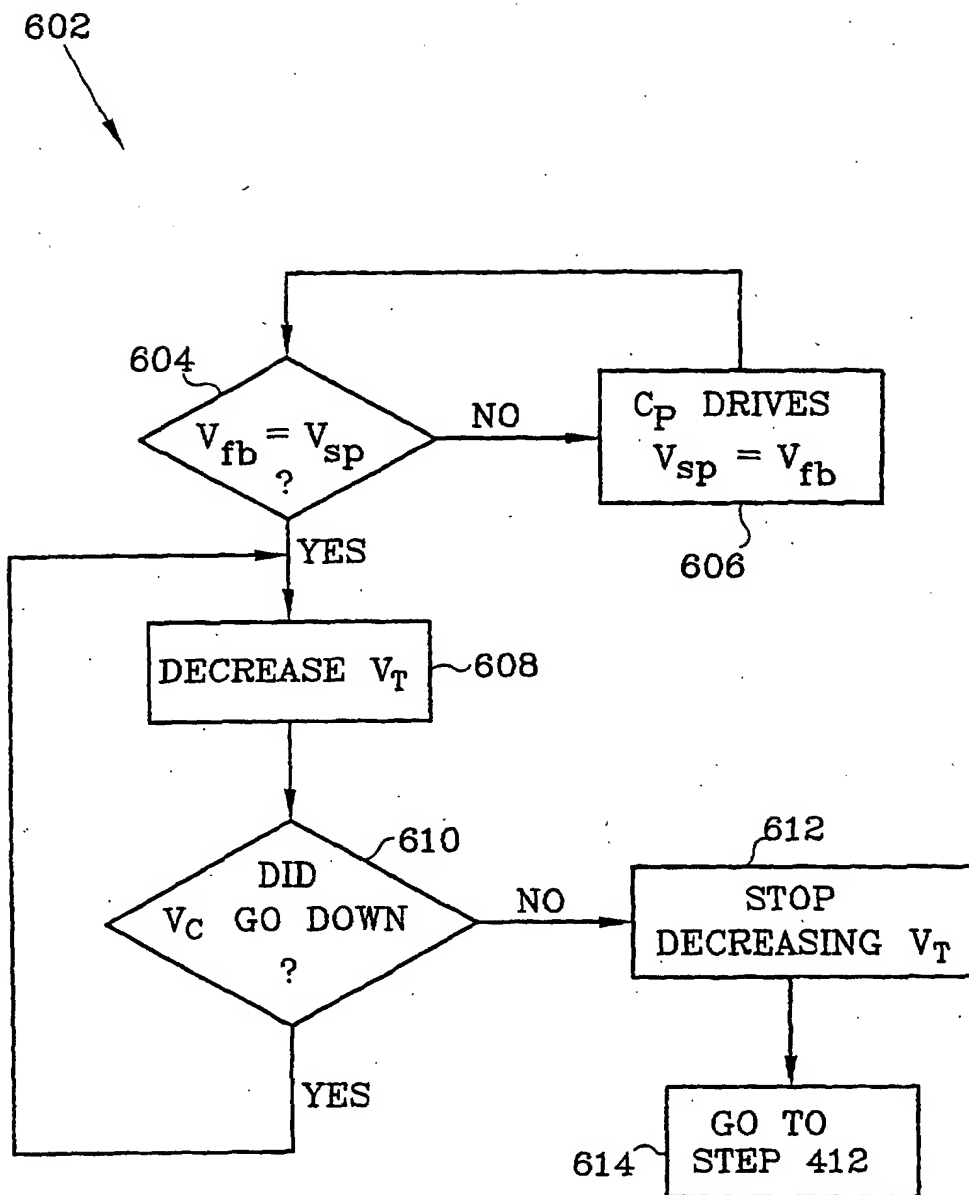 602
604
V_fb = V_sp
?
NO
C_P DRIVES
V_sp = V_fb
606
YES
DECREASE V_T
608
610
DID
V_C GO DOWN
?
NO
612
STOP
DECREASING V_T
YES
614
GO TO
STEP 412